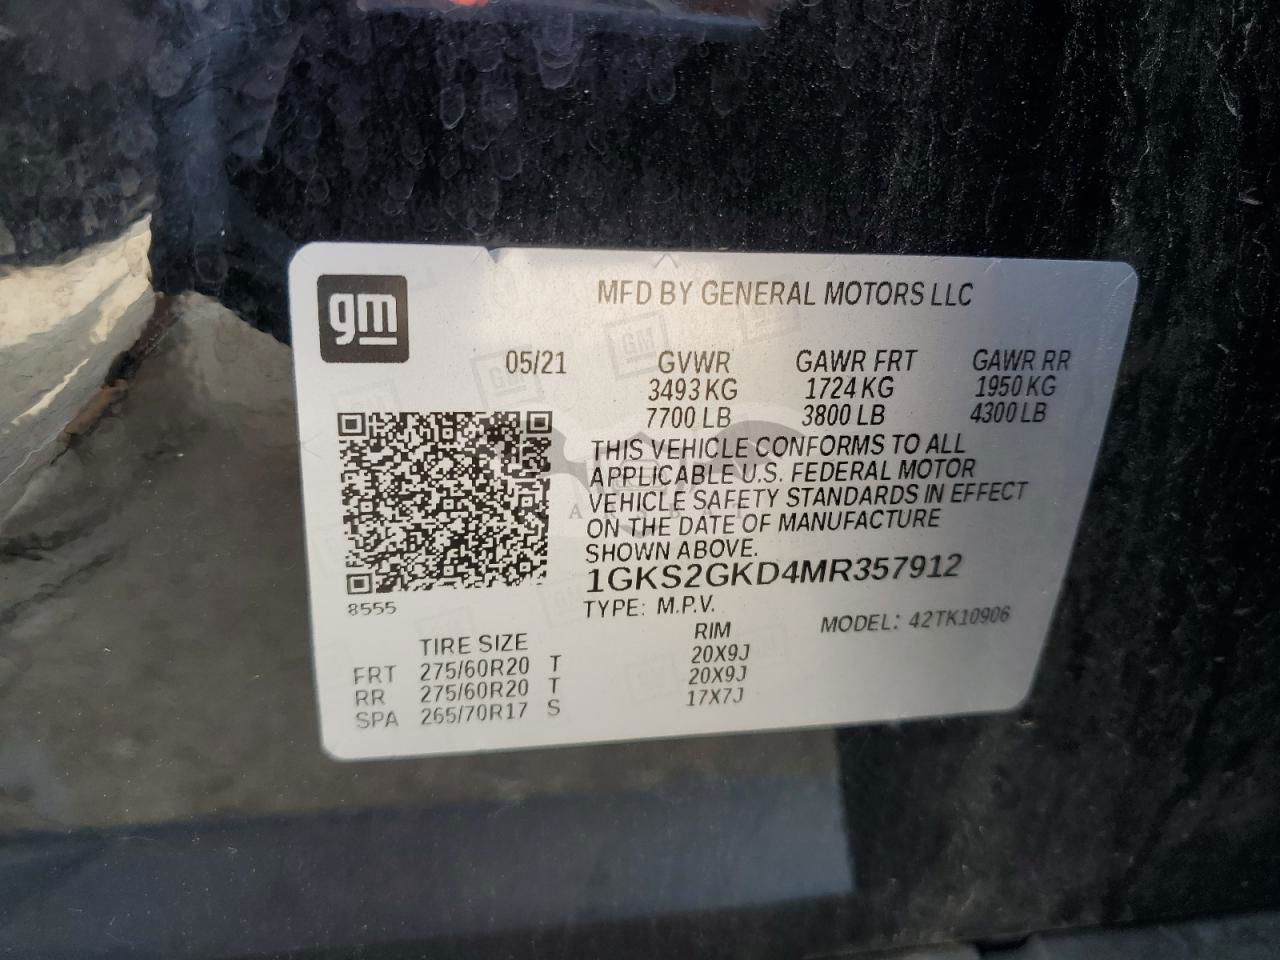 gm
MFD BY GENERAL MOTORS LLC
05/21 GVWR GAWR FRT GAWR RR
3493 KG 1724 KG 1950 KG
7700 LB 3800 LB 4300 LB
THIS VEHICLE CONFORMS TO ALL
APPLICABLE U.S. FEDERAL MOTOR
VEHICLE SAFETY STANDARDS IN EFFECT
ON THE DATE OF MANUFACTURE
SHOWN ABOVE.
1GKS2GKD4MR357912
8555
TYPE: M.P.V. MODEL: 42TK10906
TIRE SIZE RIM
FRT 275/60R20 T 20X9J
RR 275/60R20 T 20X9J
SPA 265/70R17 S 17X7J